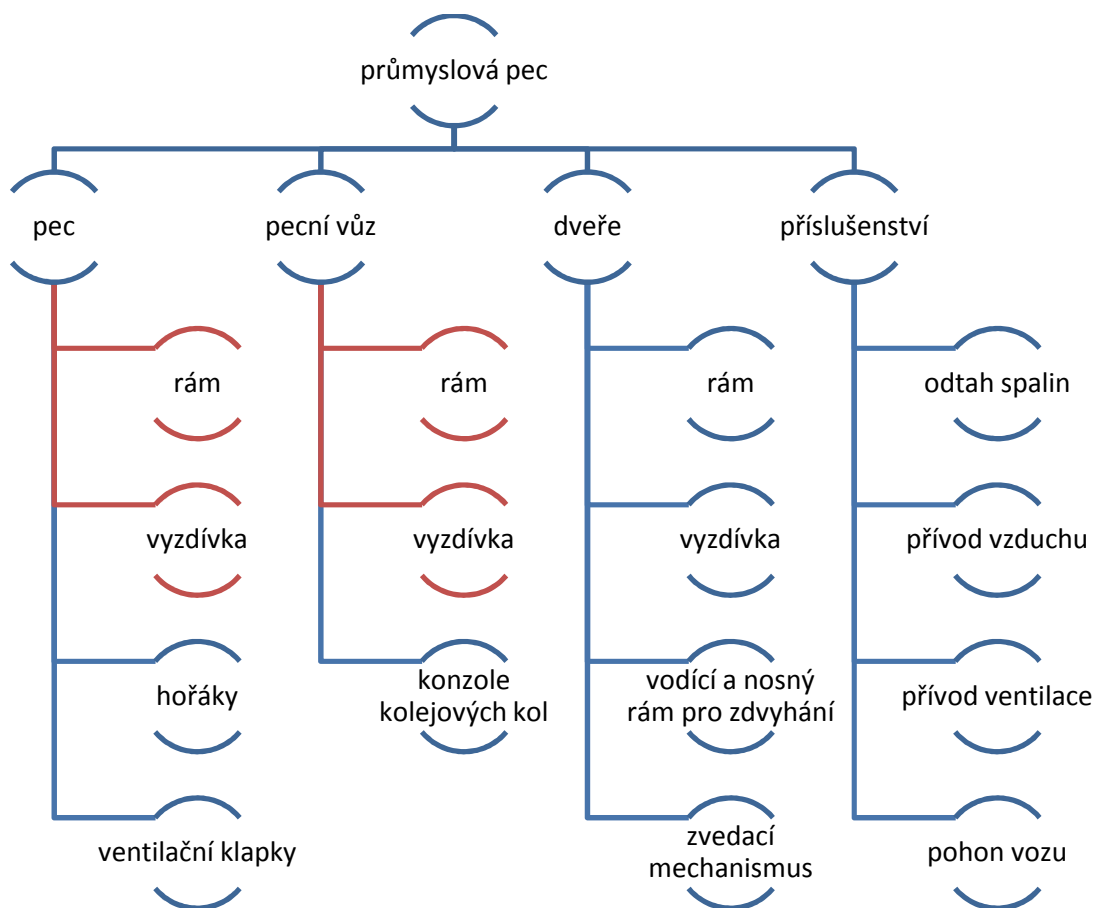 průmyslová pec
pec
pecní vůz
dveře
příslušenství
rám
rám
rám
odtah spalin
vyzdívka
vyzdívka
vyzdívka
přívod vzduchu
hořáky
konzole
kolejových kol
vodící a nosný
rám pro zdvyhání
přívod ventilace
ventilační klapky
zvedací
mechanismus
pohon vozu